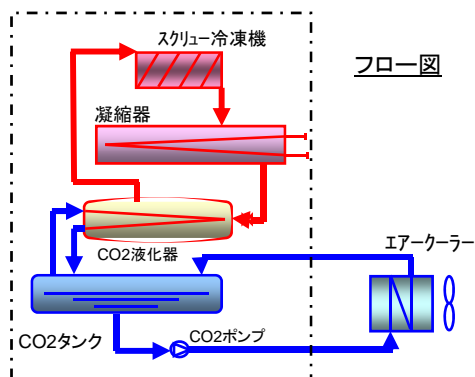 スクリュー冷凍機
フロー図
凝縮器
エアークーラー
CO2液化器
CO2タンク
CO2ポンプ